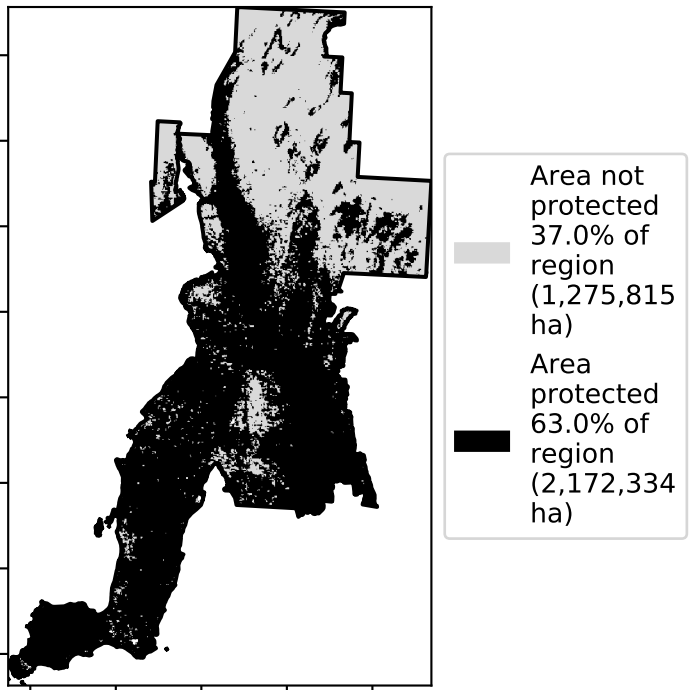 Area not
protected
37.0% of
region
(1,275,815
ha)
Area
protected
63.0% of
region
(2,172,334
ha)